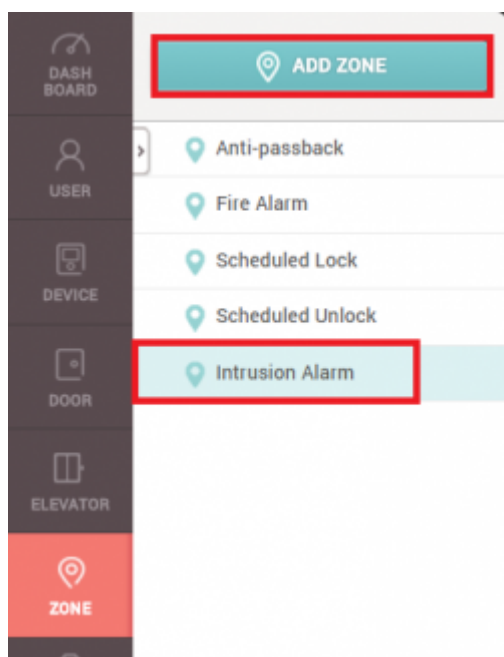 DASH
BOARD
USER
DEVICE
DOOR
ELEVATOR
ZONE
ADD ZONE
Anti-passback
Fire Alarm
Scheduled Lock
Scheduled Unlock
Intrusion Alarm